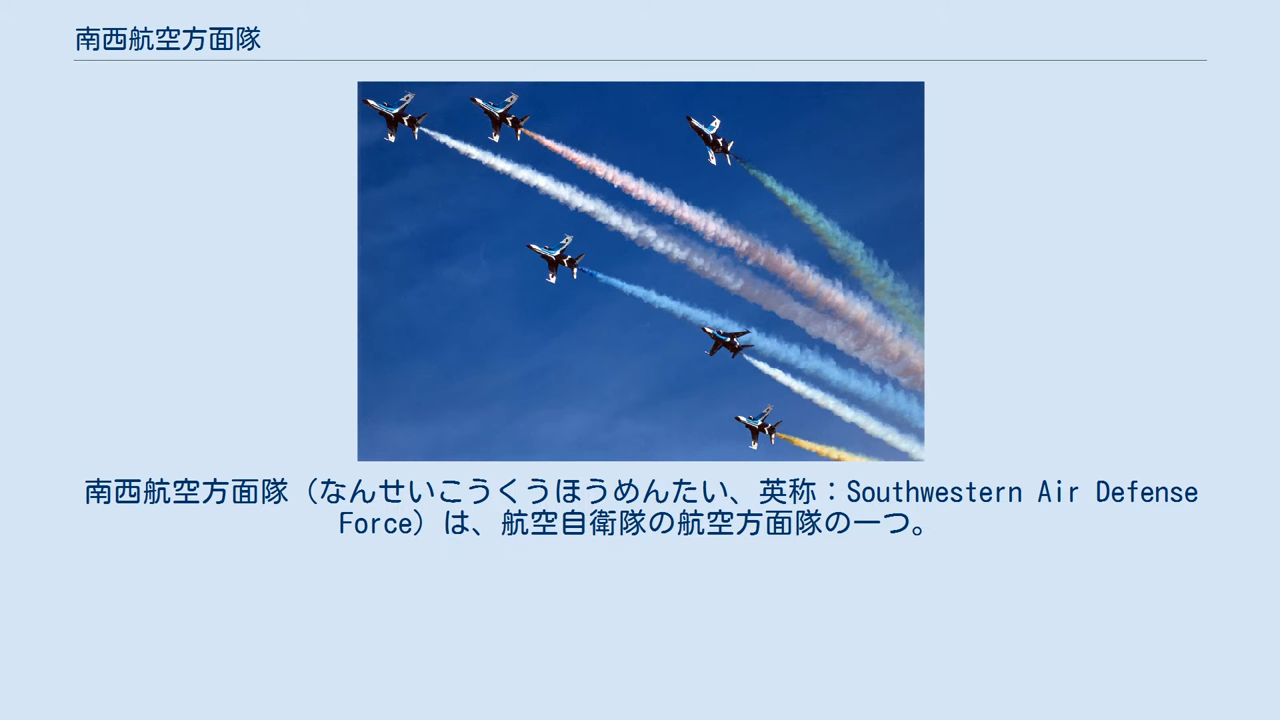 南西航空方面隊
南西航空方面隊（なんせいこうくうほうめんたい、英称：Southwestern Air Defense
Force）は、航空自衛隊の航空方面隊の一つ。